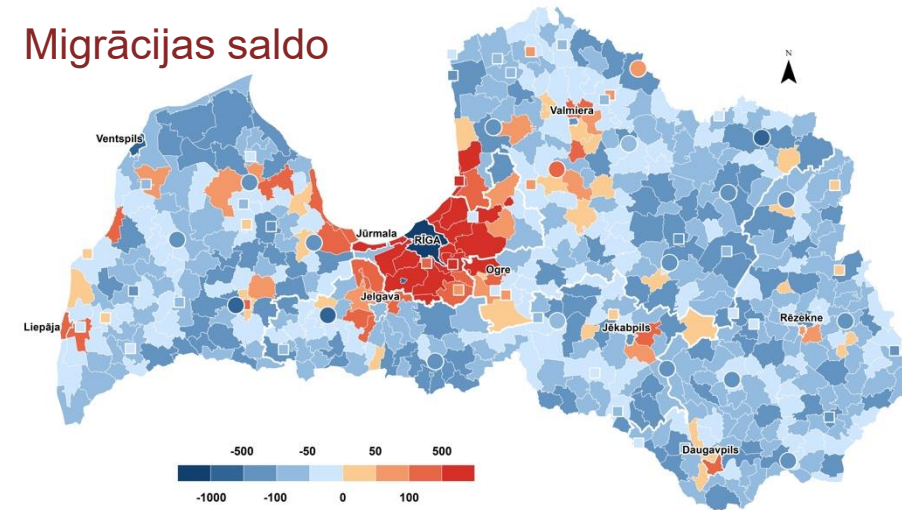 Migrācijas saldo
N
Valmiera
Ventspils
Jūrmala
RĪGA
Ogre
Jelgava
Liepāja
Jēkabpils
Rēzekne
Daugavpils
-500 -50 50 500
-1000 -100 0 100